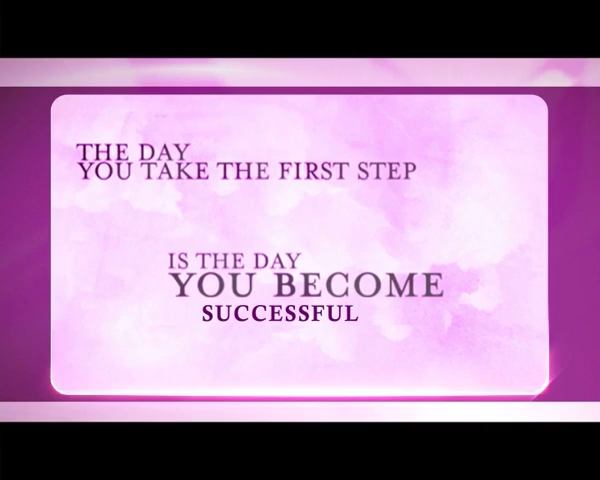 THE DAY
YOU TAKE THE FIRST STEP
IS THE DAY
YOU BECOME
SUCCESSFUL